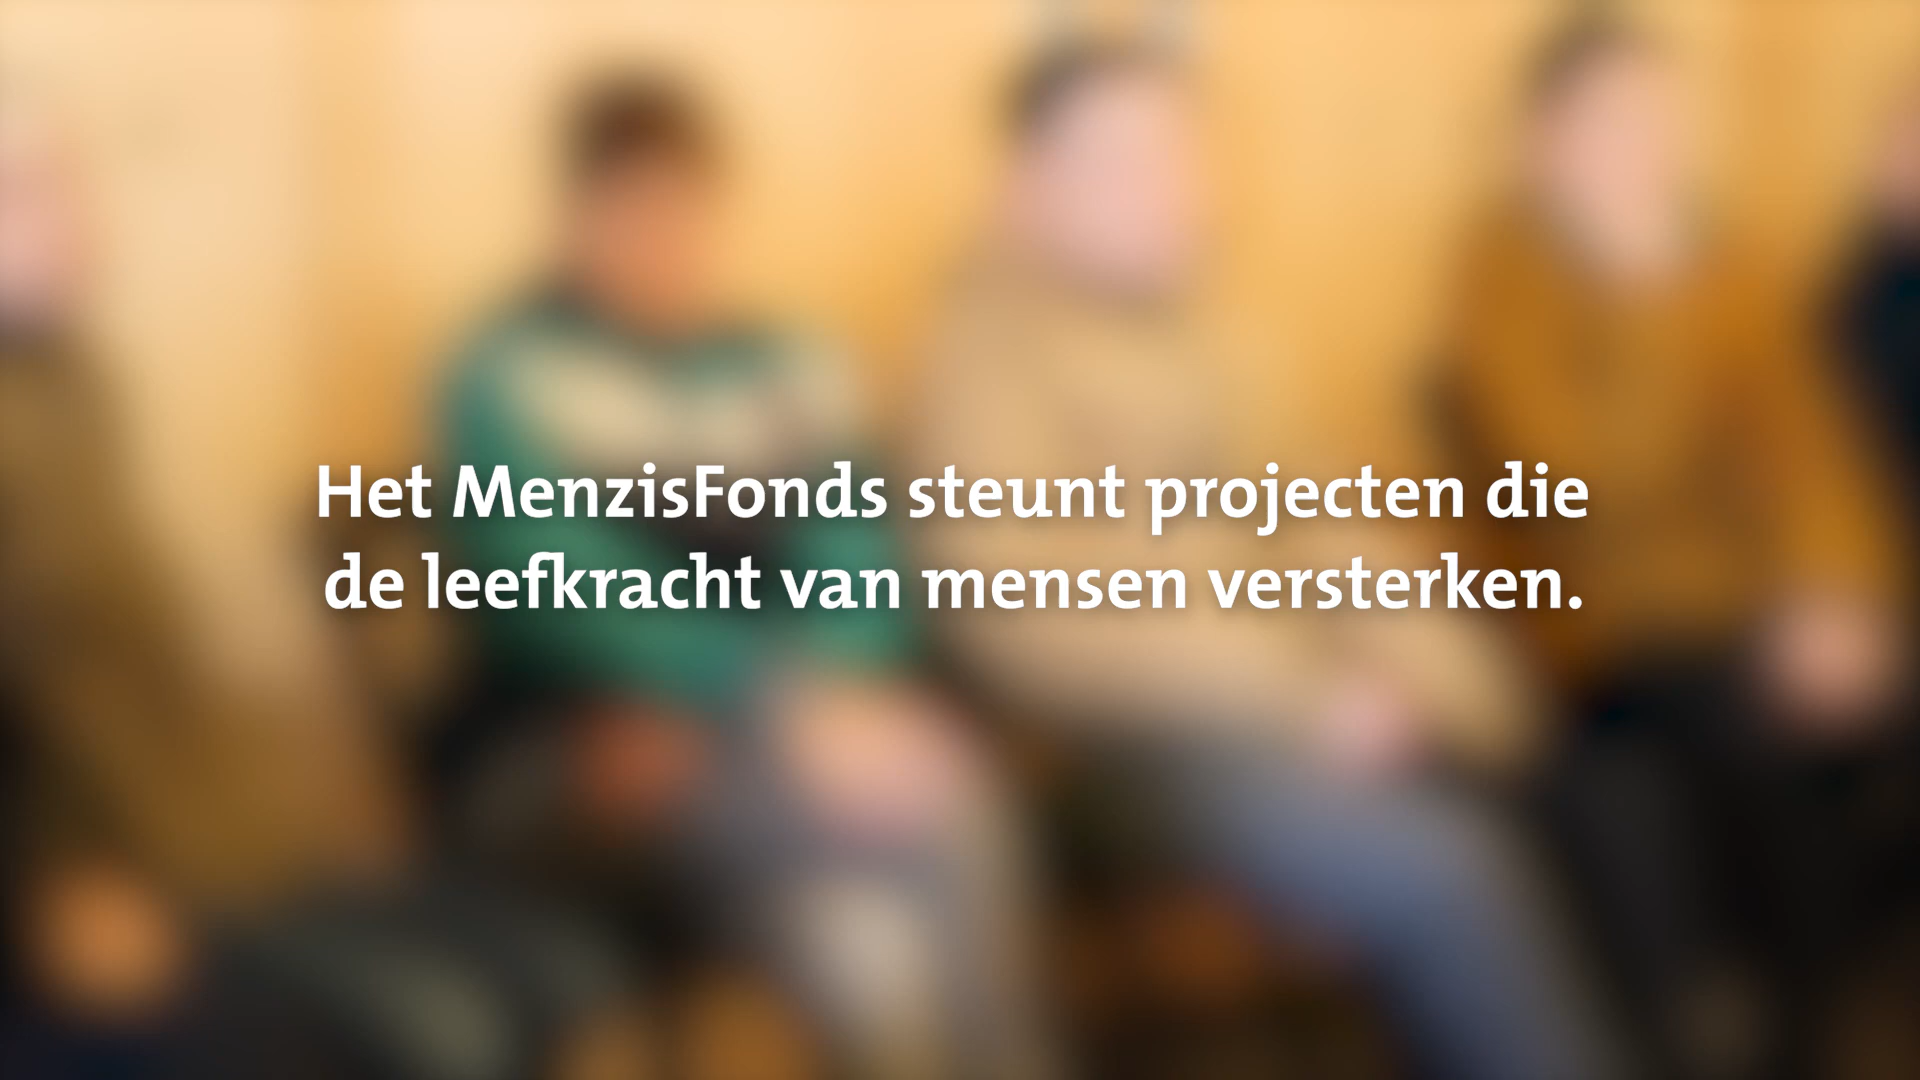 Het MenzisFonds steunt projecten die
de leefkracht van mensen versterken.